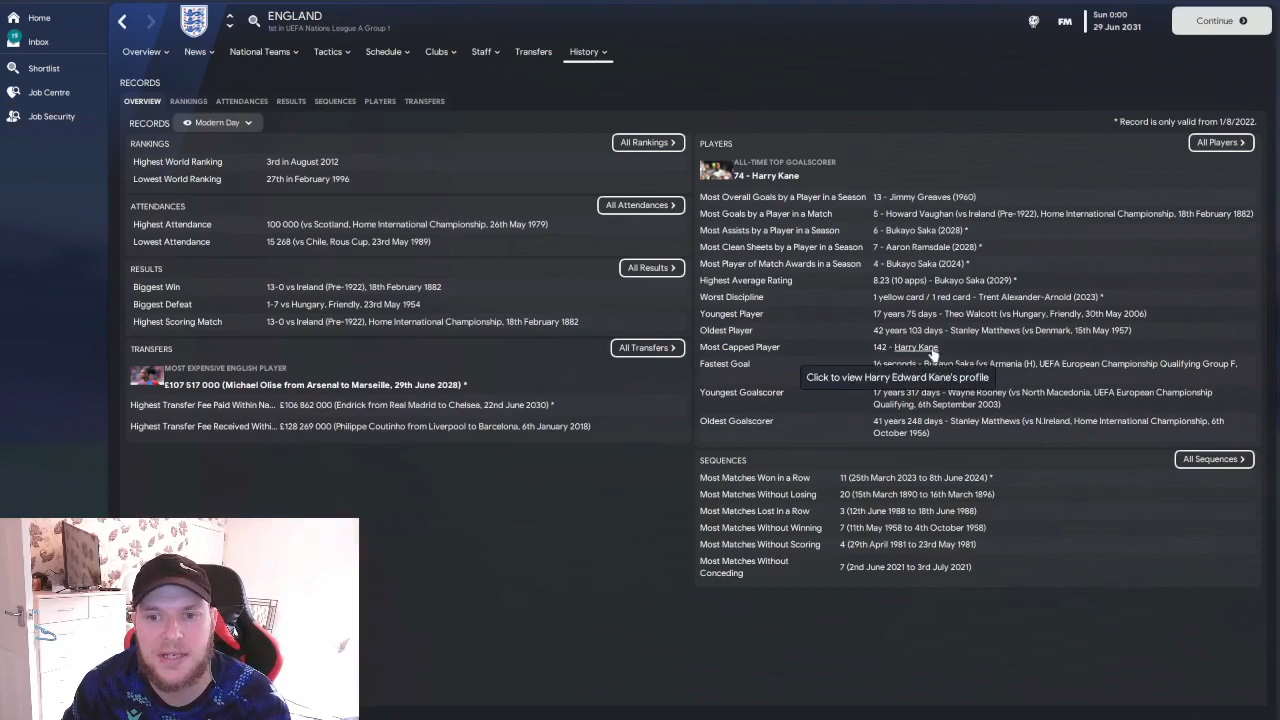 Home
ENGLAND
1st in UEFA Nations League A Group 1
FM
Sun 0:00
29 Jun 2031
Continue
19
Inbox
Overview
News
National Teams
Tactics
Schedule
Clubs
Staff
Transfers
History
Shortlist
Job Centre
Job Security
RECORDS
OVERVIEW
RANKINGS
ATTENDANCES
RESULTS
SEQUENCES
PLAYERS
TRANSFERS
RECORDS
Modern Day
* Record is only valid from 1/8/2022.
RANKINGS
All Rankings
Highest World Ranking 3rd in August 2012
Lowest World Ranking 27th in February 1996
ATTENDANCES
All Attendances
Highest Attendance 100 000 (vs Scotland, Home International Championship, 26th May 1979)
Lowest Attendance 15 268 (vs Chile, Rous Cup, 23rd May 1989)
RESULTS
All Results
Biggest Win 13-0 vs Ireland (Pre-1922), 18th February 1882
Biggest Defeat 1-7 vs Hungary, Friendly, 23rd May 1954
Highest Scoring Match 13-0 vs Ireland (Pre-1922), Home International Championship, 18th February 1882
TRANSFERS
All Transfers
MOST EXPENSIVE ENGLISH PLAYER
£107 517 000 (Michael Olise from Arsenal to Marseille, 29th June 2028) *
Highest Transfer Fee Paid Within Na... £106 862 000 (Endrick from Real Madrid to Chelsea, 22nd June 2030) *
Highest Transfer Fee Received Withi... £128 269 000 (Philippe Coutinho from Liverpool to Barcelona, 6th January 2018)
PLAYERS
All Players
ALL-TIME TOP GOALSCORER
74 - Harry Kane
Most Overall Goals by a Player in a Season 13 - Jimmy Greaves (1960)
Most Goals by a Player in a Match 5 - Howard Vaughan (vs Ireland (Pre-1922), Home International Championship, 18th February 1882)
Most Assists by a Player in a Season 6 - Bukayo Saka (2028) *
Most Clean Sheets by a Player in a Season 7 - Aaron Ramsdale (2028) *
Most Player of Match Awards in a Season 4 - Bukayo Saka (2024) *
Highest Average Rating 8.23 (10 apps) - Bukayo Saka (2029) *
Worst Discipline 1 yellow card / 1 red card - Trent Alexander-Arnold (2023) *
Youngest Player 17 years 75 days - Theo Walcott (vs Hungary, Friendly, 30th May 2006)
Oldest Player 42 years 103 days - Stanley Matthews (vs Denmark, 15th May 1957)
Most Capped Player 142 - Harry Kane
Fastest Goal 16 seconds - Bukayo Saka (vs Armenia (H), UEFA European Championship Qualifying Group F,
Click to view Harry Edward Kane's profile
Youngest Goalscorer 17 years 317 days - Wayne Rooney (vs North Macedonia, UEFA European Championship
Qualifying, 6th September 2003)
Oldest Goalscorer 41 years 248 days - Stanley Matthews (vs N.Ireland, Home International Championship, 6th
October 1956)
SEQUENCES
All Sequences
Most Matches Won in a Row 11 (25th March 2023 to 8th June 2024) *
Most Matches Without Losing 20 (15th March 1890 to 16th March 1896)
Most Matches Lost in a Row 3 (12th June 1988 to 18th June 1988)
Most Matches Without Winning 7 (11th May 1958 to 4th October 1958)
Most Matches Without Scoring 4 (29th April 1981 to 23rd May 1981)
Most Matches Without
Conceding 7 (2nd June 2021 to 3rd July 2021)